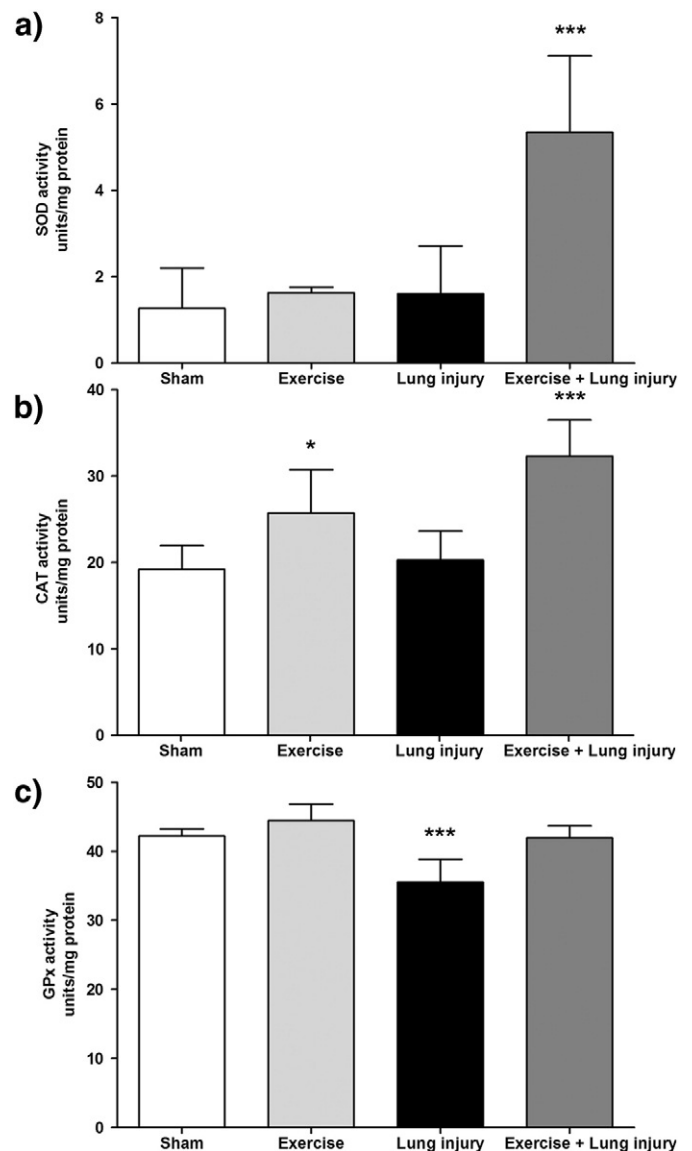 a)
SOD activity
units/mg protein
8
6
4
2
0
***
Sham Exercise Lung injury Exercise + Lung injury
b)
CAT activity
units/mg protein
40
30
20
10
0
*
***
Sham Exercise Lung injury Exercise + Lung injury
c)
GPx activity
units/mg protein
50
40
30
20
10
0
***
Sham Exercise Lung injury Exercise + Lung injury